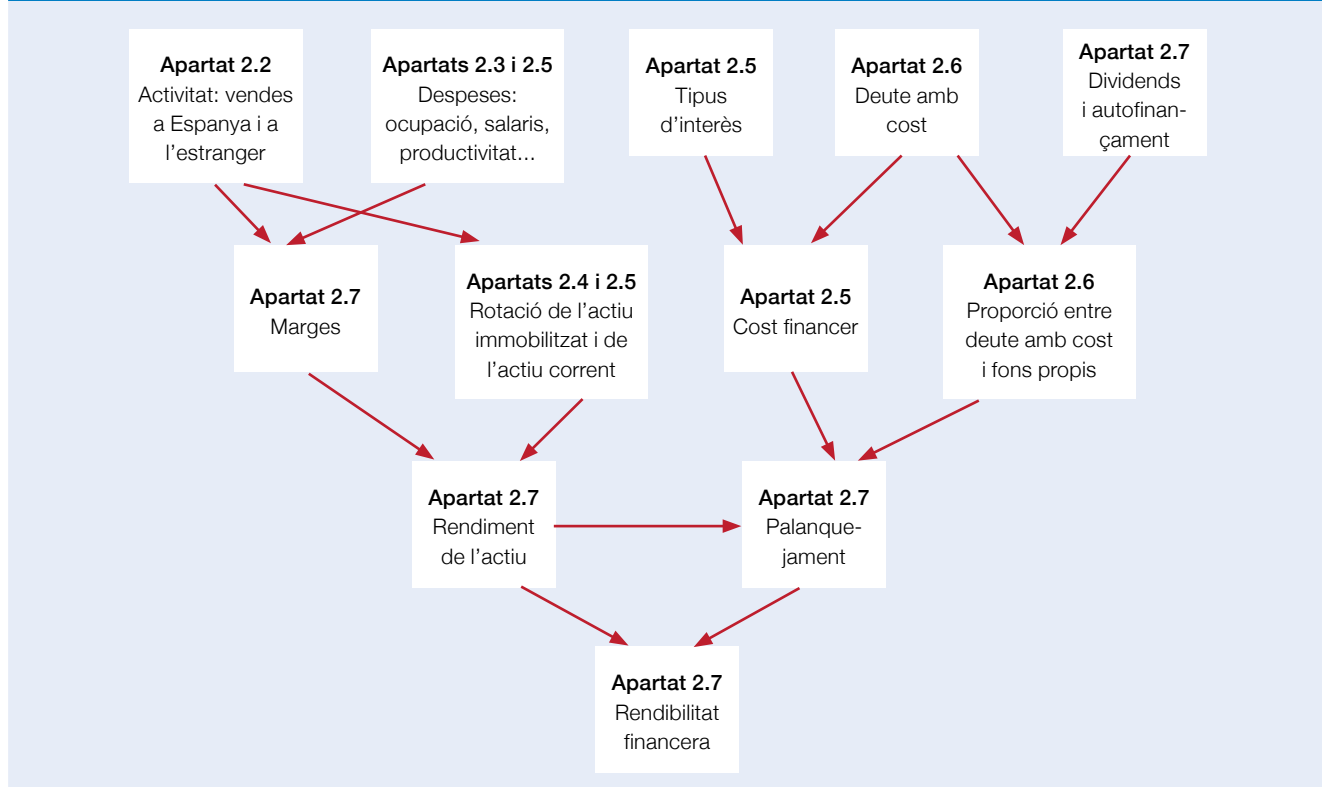 Apartat 2.2
Activitat: vendes
a Espanya i a
l'estranger
Apartats 2.3 i 2.5
Despeses:
ocupació, salaris,
productivitat...
Apartat 2.5
Tipus
d'interès
Apartat 2.6
Deute amb
cost
Apartat 2.7
Dividends
i autofinan-
çament
Apartat 2.7
Marges
Apartats 2.4 i 2.5
Rotació de l'actiu
immobilitzat i de
l'actiu corrent
Apartat 2.5
Cost financer
Apartat 2.6
Proporció entre
deute amb cost
i fons propis
Apartat 2.7
Rendiment
de l'actiu
Apartat 2.7
Palanque-
jament
Apartat 2.7
Rendibilitat
financera